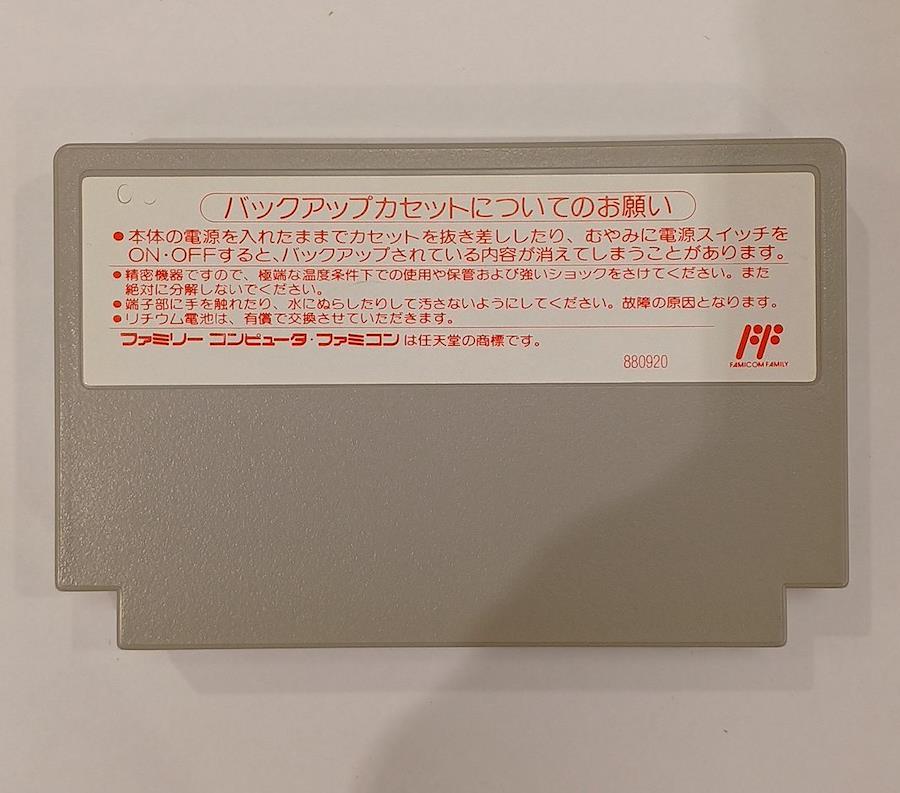 バックアップカセットについてのお願い
●本体の電源を入れたままでカセットを抜き差ししたり、むやみに電源スイッチを
ON・OFFすると、バックアップされている内容が消えてしまうことがあります。
●精密機器ですので、極端な温度条件下での使用や保管および強いショックをさけてください。また
絶対に分解しないでください。
●端子部に手を触れたり、水にぬらしたりして汚さないようにしてください。故障の原因となります。
●リチウム電池は、有償で交換させていただきます。
ファミリー コンピュータ・ファミコンは任天堂の商標です。
880920
FF
FAMICOM FAMILY